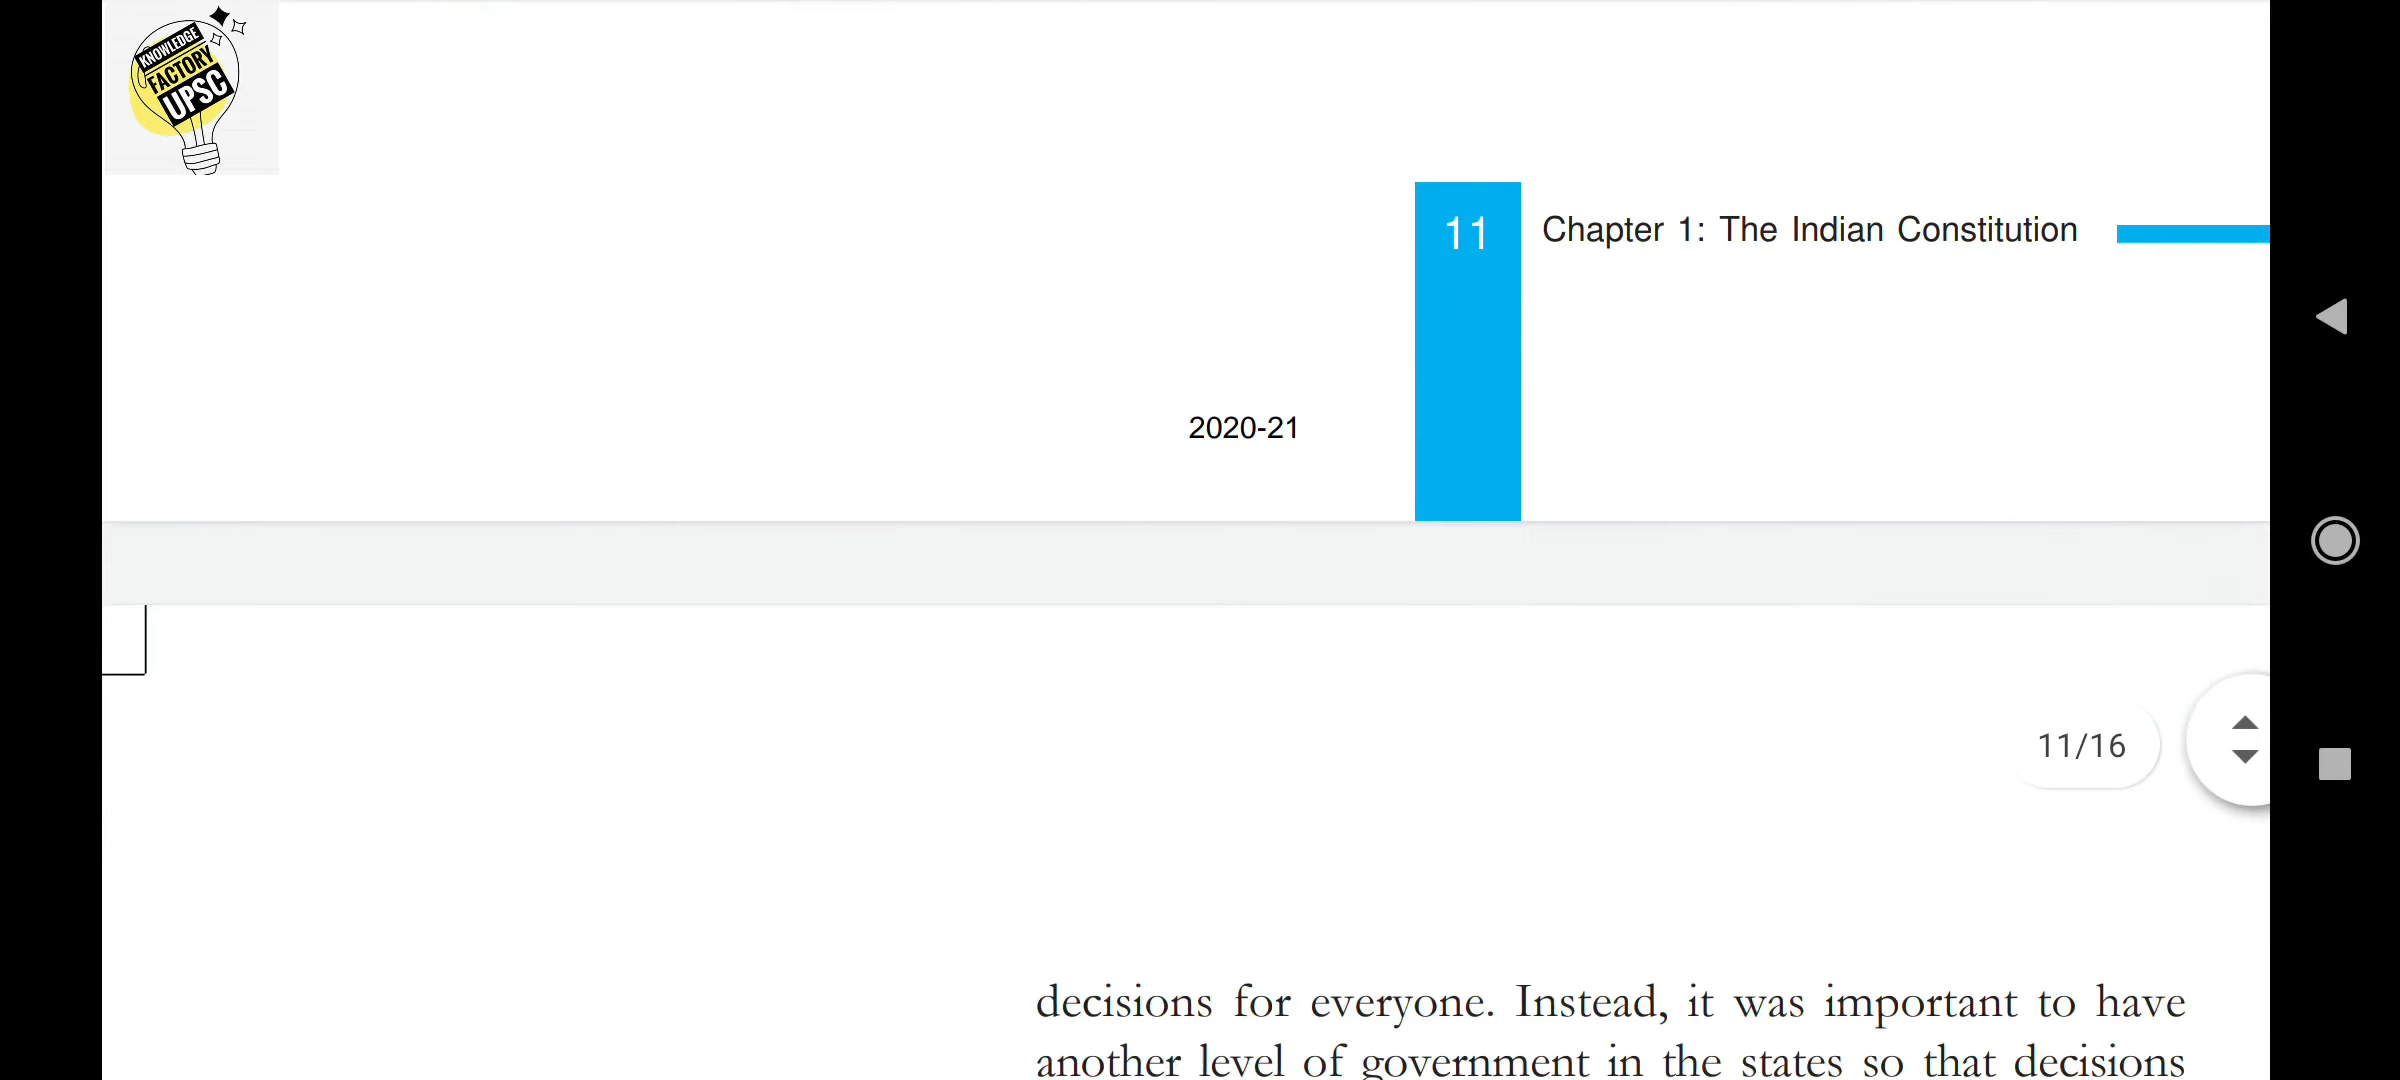 KNOWLEDGE
FACTORY
UPSC
11 Chapter 1: The Indian Constitution
2020-21
11/16
decisions for everyone. Instead, it was important to have
another level of government in the states so that decisions